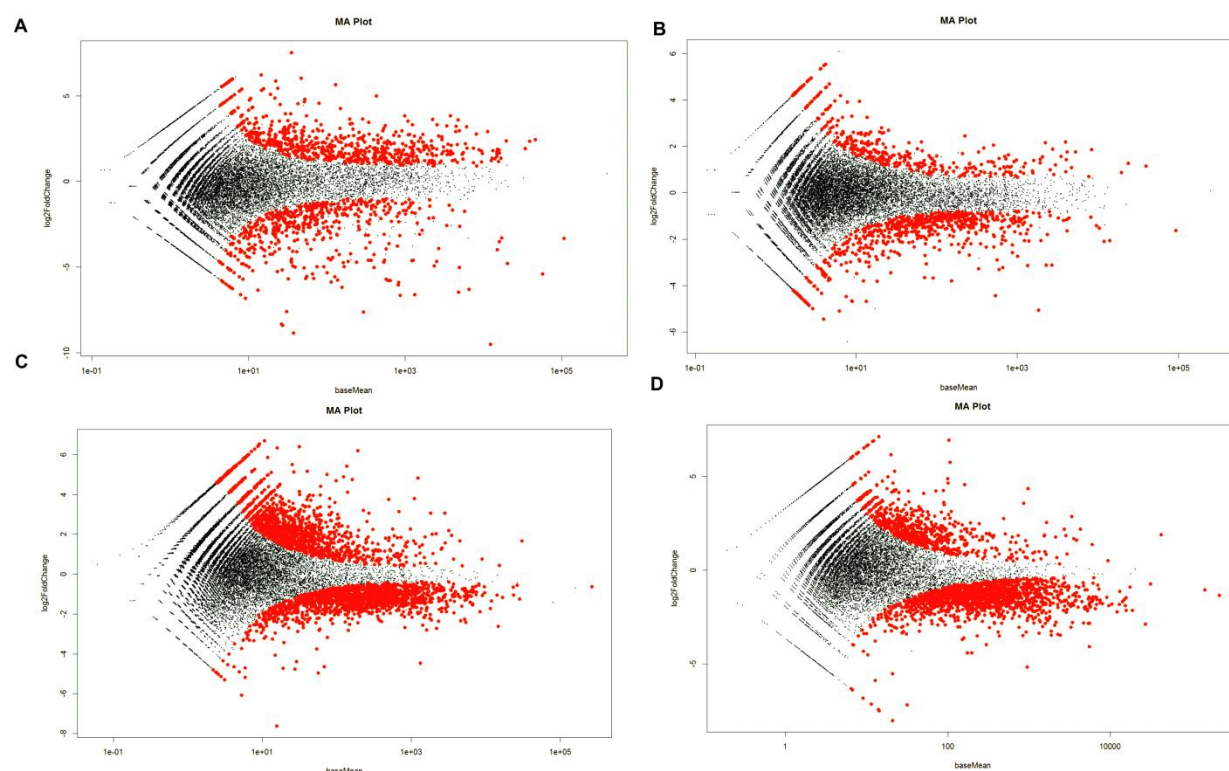 A
MA Plot
log2FoldChange
5
0
-5
-10
1e-01
1e+01
1e+03
1e+05
baseMean
B
MA Plot
log2FoldChange
6
4
2
0
-2
-4
-6
1e-01
1e+01
1e+03
1e+05
baseMean
C
MA Plot
log2FoldChange
6
4
2
0
-2
-4
-6
-8
1e-01
1e+01
1e+03
1e+05
baseMean
D
MA Plot
log2FoldChange
5
0
-5
1
100
10000
baseMean